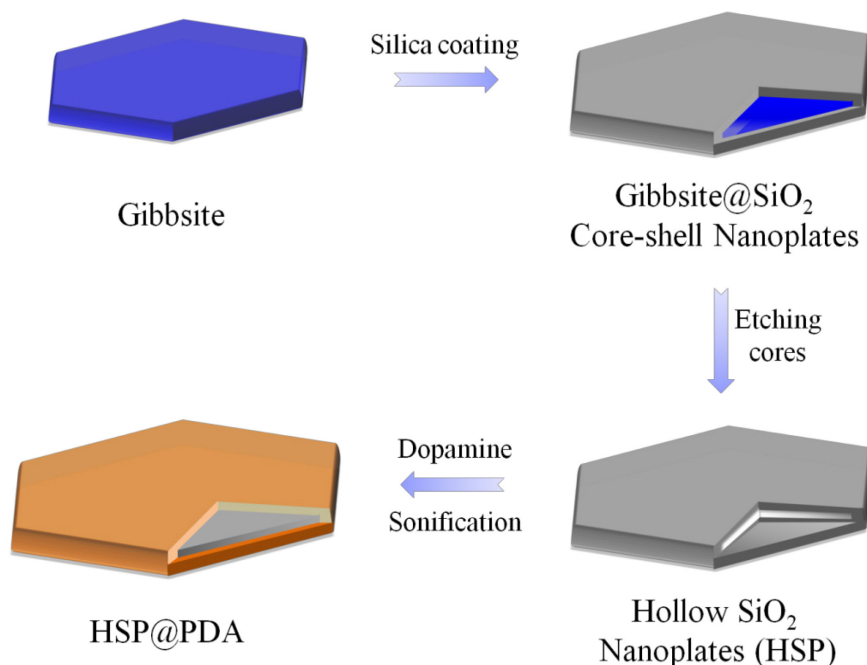 Silica coating
Gibbsite
Gibbsite@SiO₂
Core-shell Nanoplates
Etching
cores
Dopamine
Sonification
HSP@PDA
Hollow SiO₂
Nanoplates (HSP)